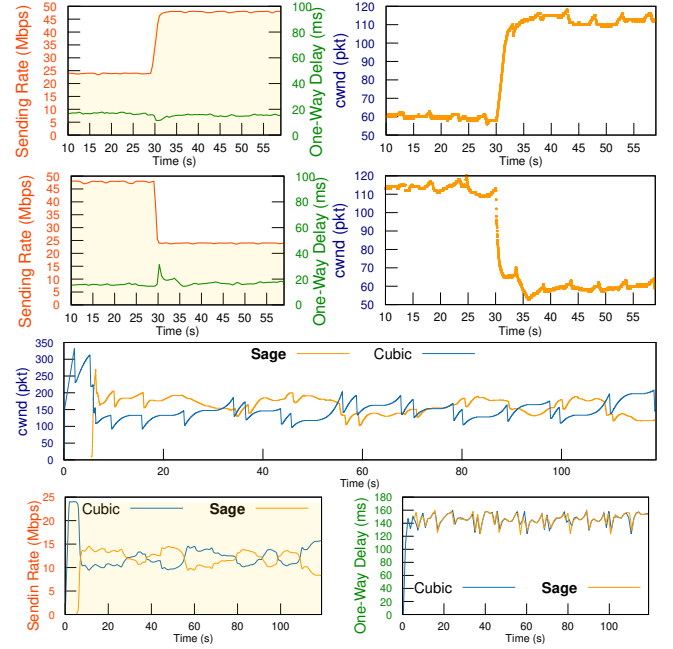 Sending Rate (Mbps)
50
45
40
35
30
25
20
15
10
5
0
10 15 20 25 30 35 40 45 50 55
Time (s)
100
80
60
40
20
0
One-Way Delay (ms)
cwnd (pkt)
120
110
100
90
80
70
60
50
10 15 20 25 30 35 40 45 50 55
Time (s)
Sending Rate (Mbps)
50
45
40
35
30
25
20
15
10
5
0
10 15 20 25 30 35 40 45 50 55
Time (s)
100
80
60
40
20
0
One-Way Delay (ms)
cwnd (pkt)
120
110
100
90
80
70
60
50
10 15 20 25 30 35 40 45 50 55
Time (s)
cwnd (pkt)
350
300
250
200
150
100
50
0
Sage Cubic
0 20 40 60 80 100
Time (s)
Sendin Rate (Mbps)
25
20
15
10
5
0
Cubic Sage
0 20 40 60 80 100
Time (s)
One-Way Delay (ms)
180
160
140
120
100
80
60
40
20
0
Cubic Sage
0 20 40 60 80 100
Time (s)